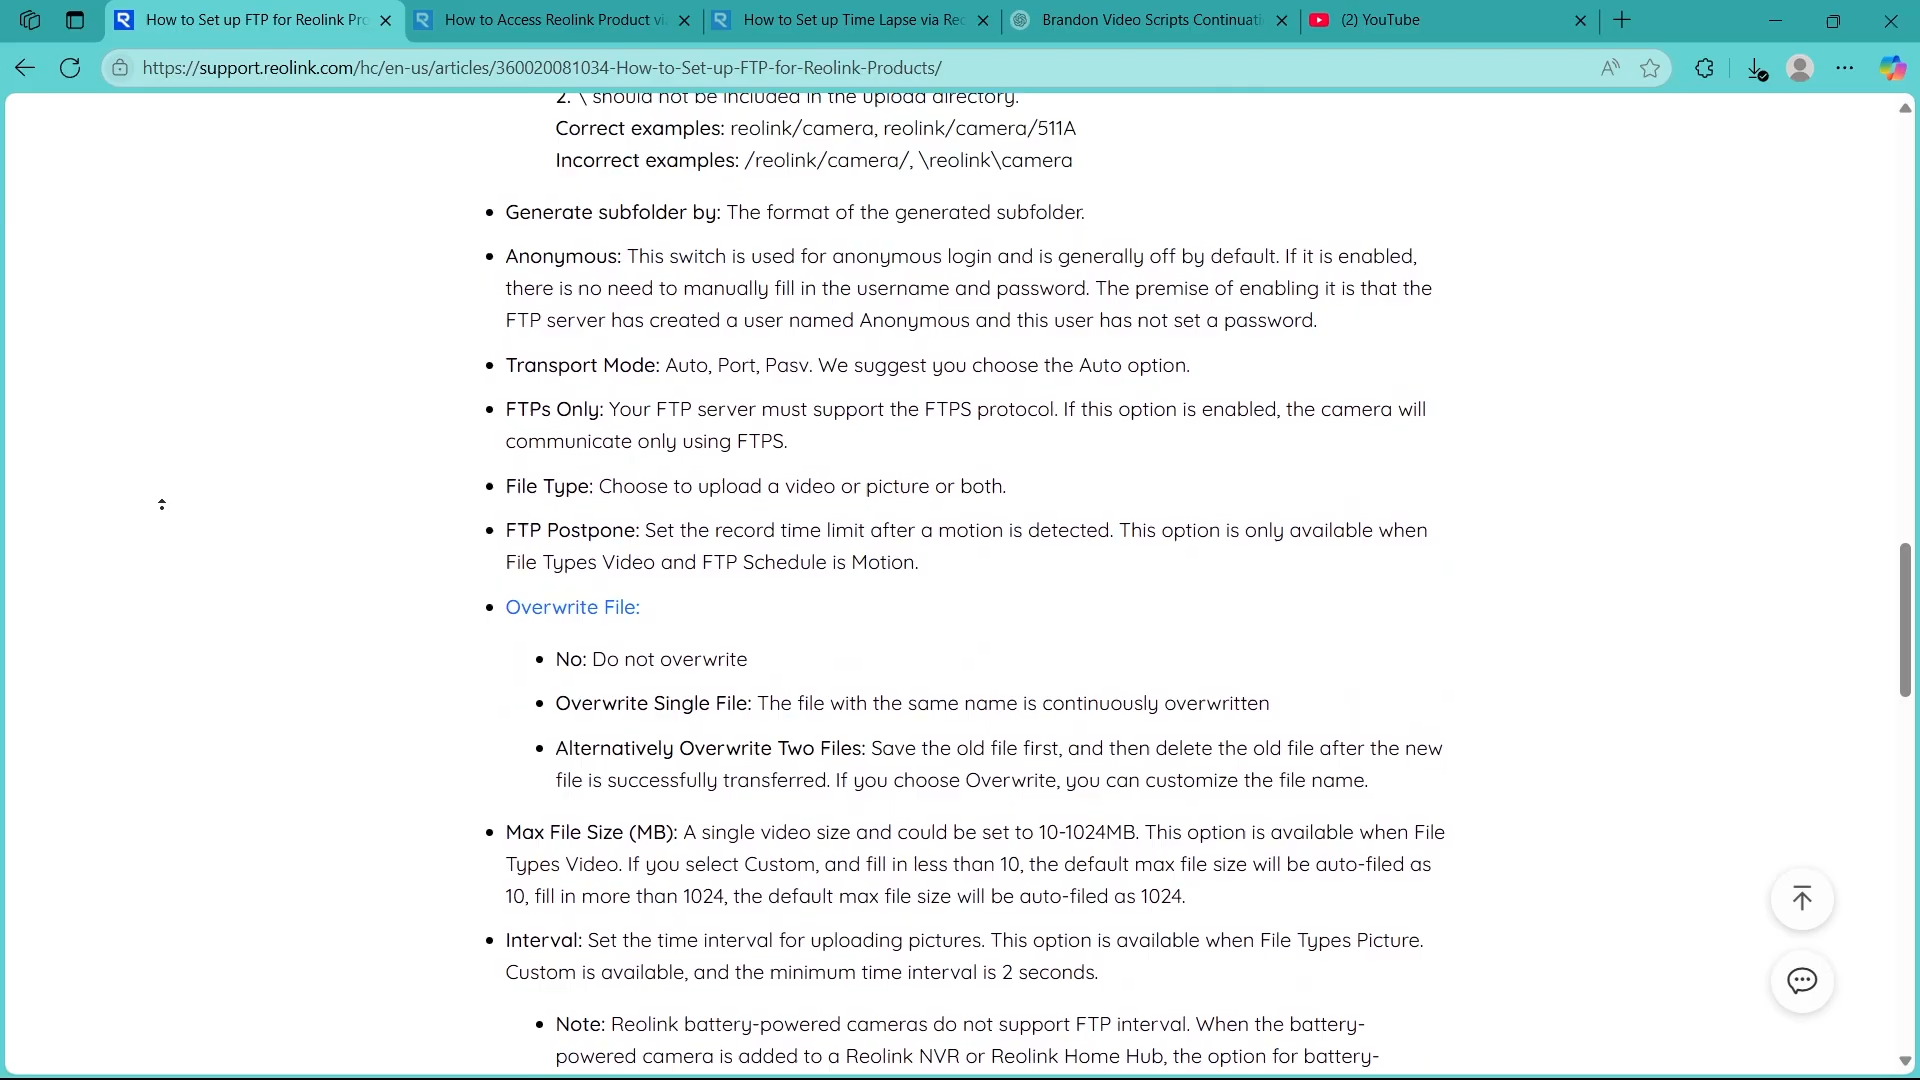 How to Set up FTP for Reolink Pro
How to Access Reolink Product vi
How to Set up Time Lapse via Rec
Brandon Video Scripts Continuati
(2) YouTube
https://support.reolink.com/hc/en-us/articles/360020081034-How-to-Set-up-FTP-for-Reolink-Products/
2. \ should not be included in the upload directory.
Correct examples: reolink/camera, reolink/camera/511A
Incorrect examples: /reolink/camera/, \reolink\camera
• Generate subfolder by: The format of the generated subfolder.
• Anonymous: This switch is used for anonymous login and is generally off by default. If it is enabled,
there is no need to manually fill in the username and password. The premise of enabling it is that the
FTP server has created a user named Anonymous and this user has not set a password.
• Transport Mode: Auto, Port, Pasv. We suggest you choose the Auto option.
• FTPs Only: Your FTP server must support the FTPS protocol. If this option is enabled, the camera will
communicate only using FTPS.
• File Type: Choose to upload a video or picture or both.
• FTP Postpone: Set the record time limit after a motion is detected. This option is only available when
File Types Video and FTP Schedule is Motion.
• Overwrite File:
• No: Do not overwrite
• Overwrite Single File: The file with the same name is continuously overwritten
• Alternatively Overwrite Two Files: Save the old file first, and then delete the old file after the new
file is successfully transferred. If you choose Overwrite, you can customize the file name.
• Max File Size (MB): A single video size and could be set to 10-1024MB. This option is available when File
Types Video. If you select Custom, and fill in less than 10, the default max file size will be auto-filed as
10, fill in more than 1024, the default max file size will be auto-filed as 1024.
• Interval: Set the time interval for uploading pictures. This option is available when File Types Picture.
Custom is available, and the minimum time interval is 2 seconds.
• Note: Reolink battery-powered cameras do not support FTP interval. When the battery-
powered camera is added to a Reolink NVR or Reolink Home Hub, the option for battery-